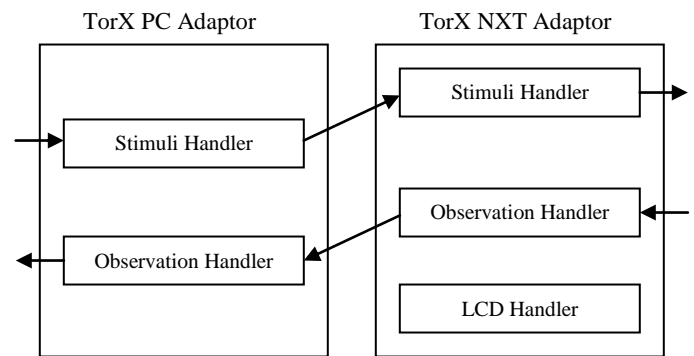 TorX PC Adaptor
Stimuli Handler
Observation Handler
TorX NXT Adaptor
Stimuli Handler
Observation Handler
LCD Handler